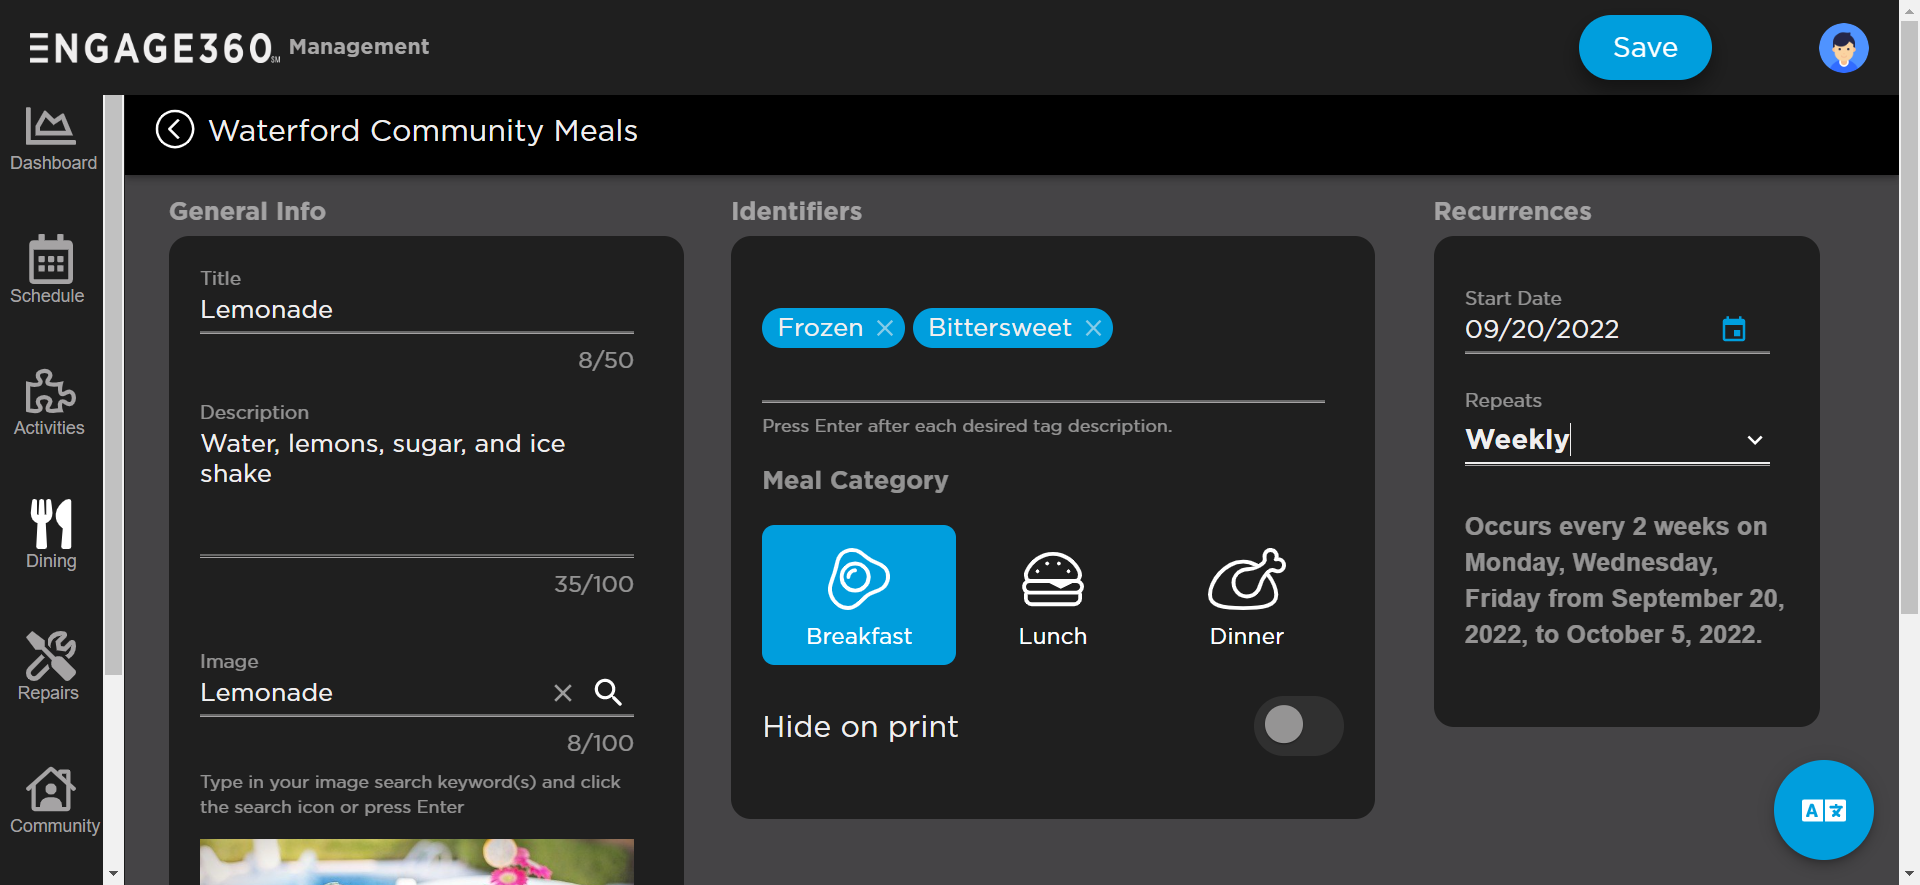 ENGAGE360 SM Management
Save
Dashboard
Schedule
Activities
Dining
Repairs
Community
Waterford Community Meals
General Info
Title
Lemonade
8/50
Description
Water, lemons, sugar, and ice
shake
35/100
Image
Lemonade
8/100
Type in your image search keyword(s) and click
the search icon or press Enter
Identifiers
Frozen
Bittersweet
Press Enter after each desired tag description.
Meal Category
Breakfast
Lunch
Dinner
Hide on print
Recurrences
Start Date
09/20/2022
Repeats
Weekly
Occurs every 2 weeks on
Monday, Wednesday,
Friday from September 20,
2022, to October 5, 2022.
A 文